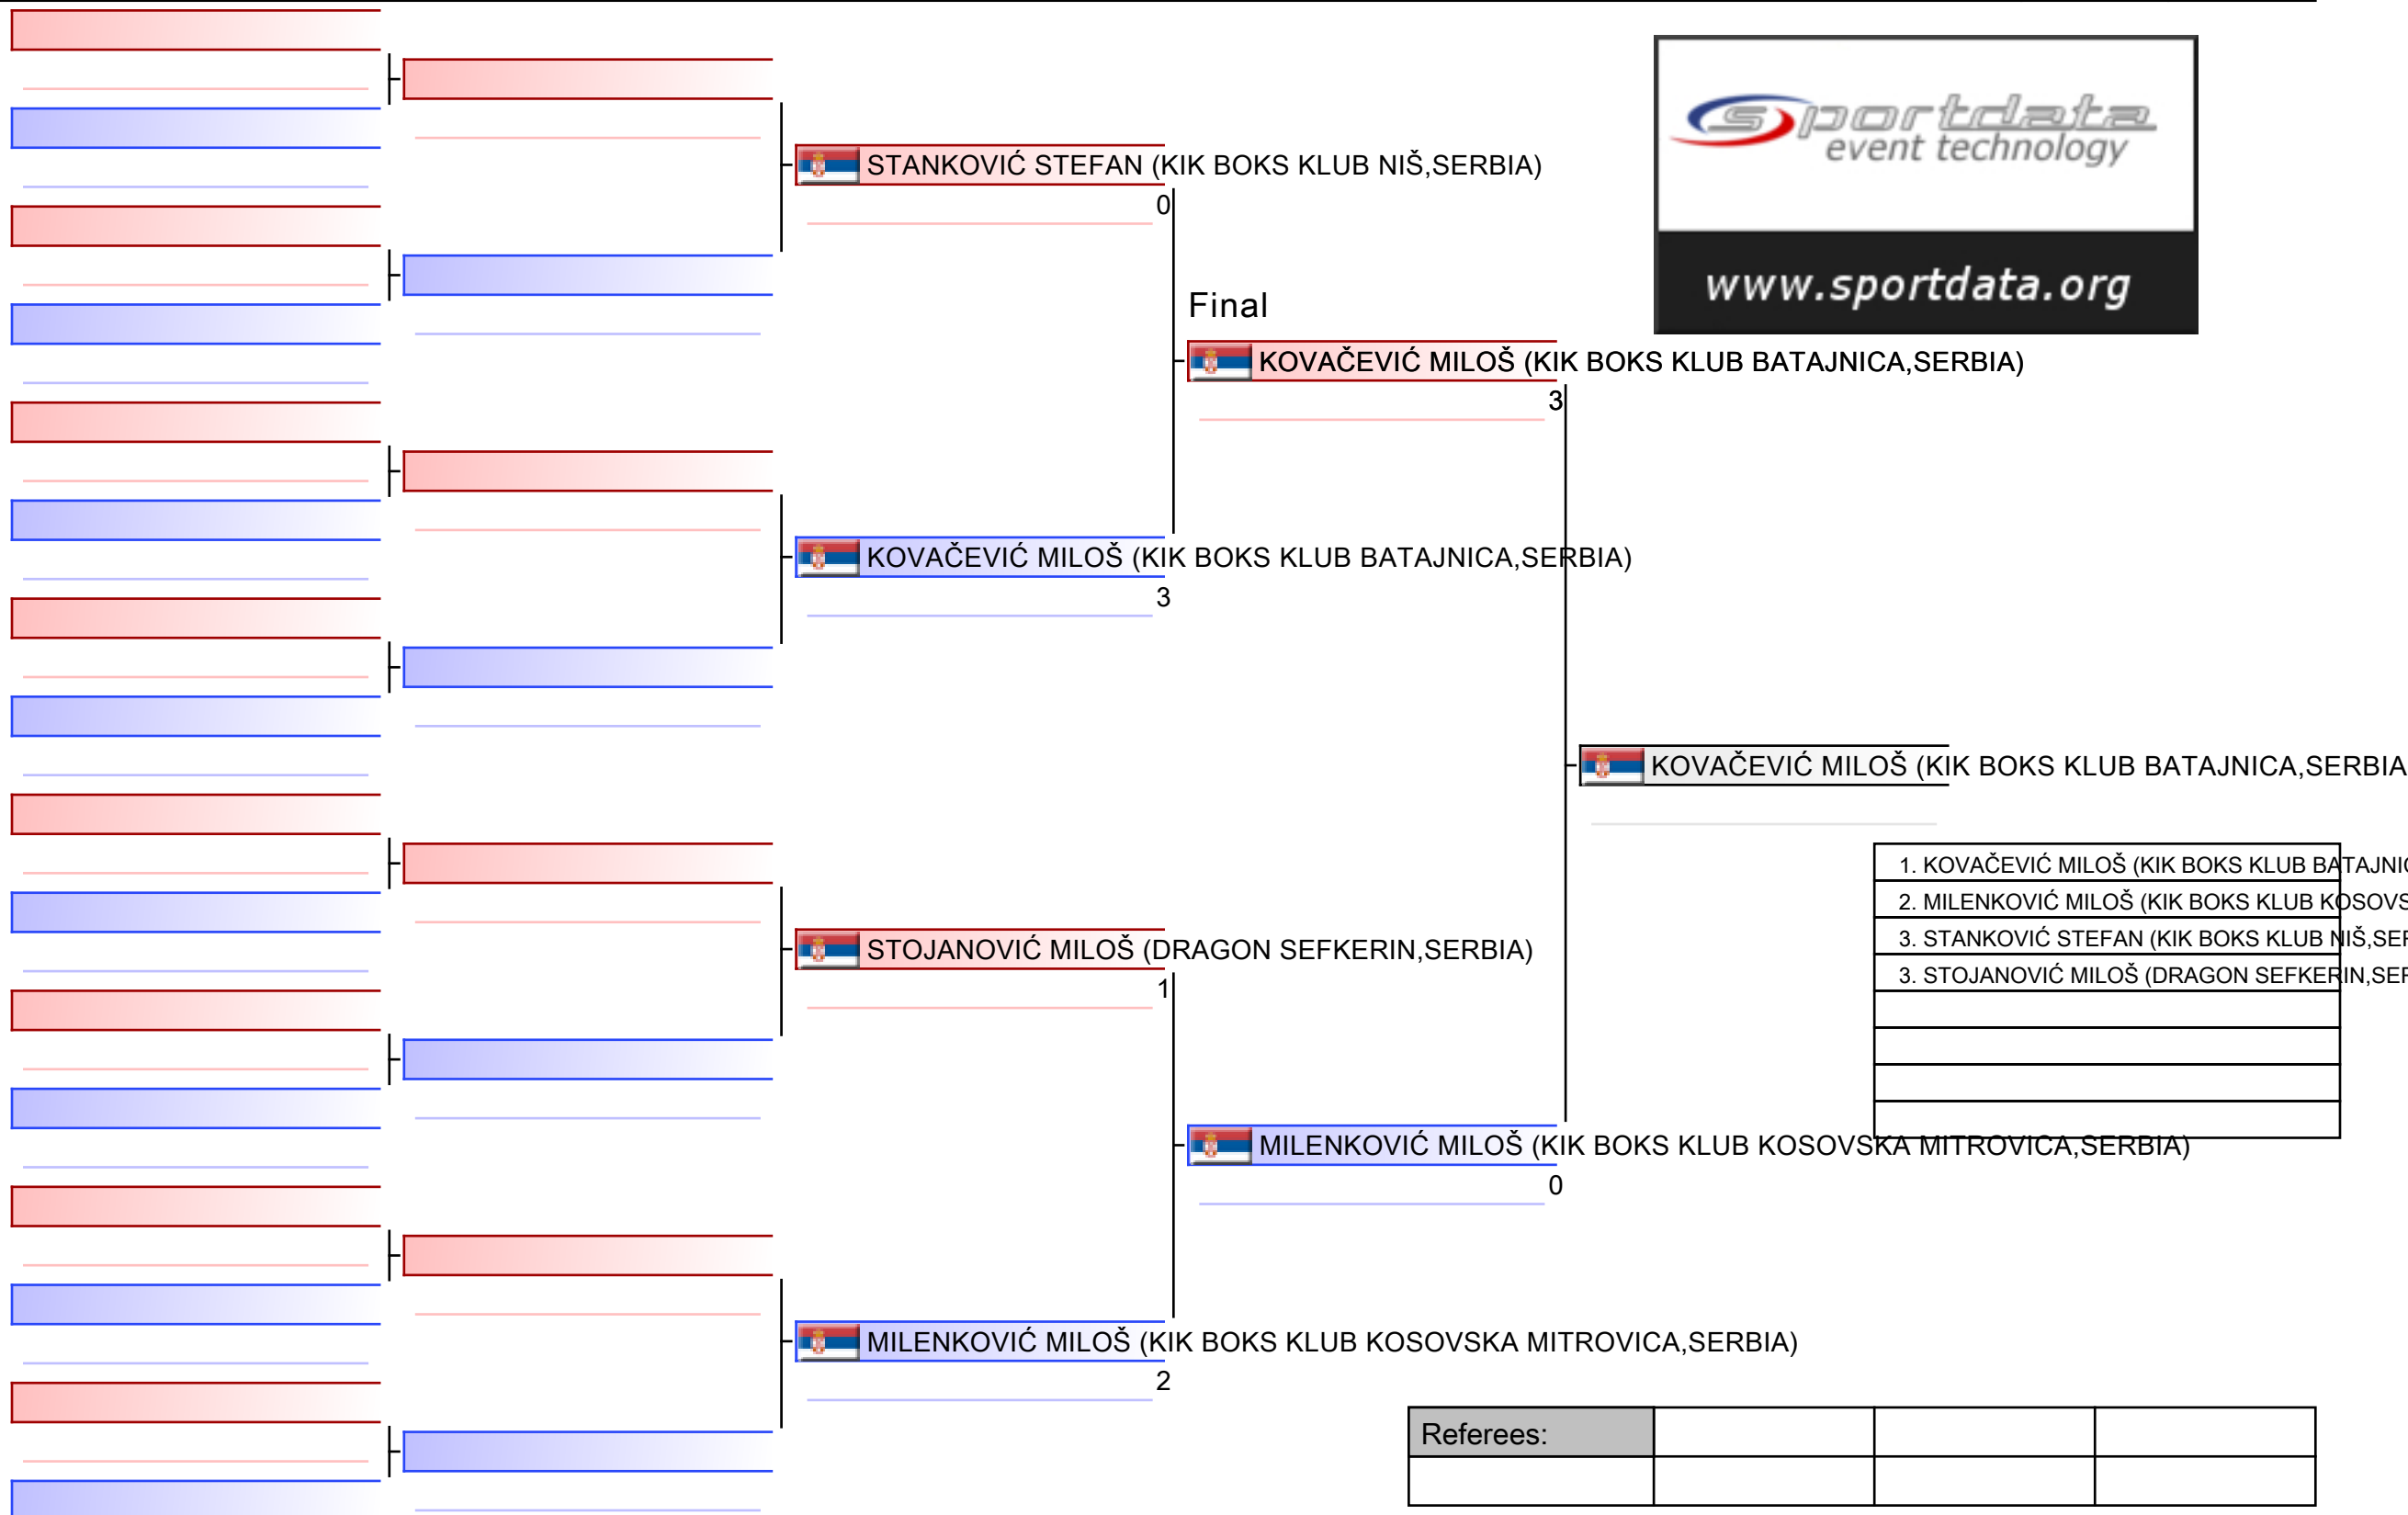 sportdata
event technology
www.sportdata.org
STANKOVIĆ STEFAN (KIK BOKS KLUB NIŠ,SERBIA)
0
Final
KOVAČEVIĆ MILOŠ (KIK BOKS KLUB BATAJNICA,SERBIA)
3
KOVAČEVIĆ MILOŠ (KIK BOKS KLUB BATAJNICA,SERBIA)
3
KOVAČEVIĆ MILOŠ (KIK BOKS KLUB BATAJNICA,SERBIA
1. KOVAČEVIĆ MILOŠ (KIK BOKS KLUB BATAJNIC
2. MILENKOVIĆ MILOŠ (KIK BOKS KLUB KOSOVS
3. STANKOVIĆ STEFAN (KIK BOKS KLUB NIŠ,SER
3. STOJANOVIĆ MILOŠ (DRAGON SEFKERIN,SER
STOJANOVIĆ MILOŠ (DRAGON SEFKERIN,SERBIA)
1
MILENKOVIĆ MILOŠ (KIK BOKS KLUB KOSOVSKA MITROVICA,SERBIA)
0
MILENKOVIĆ MILOŠ (KIK BOKS KLUB KOSOVSKA MITROVICA,SERBIA)
2
Referees: